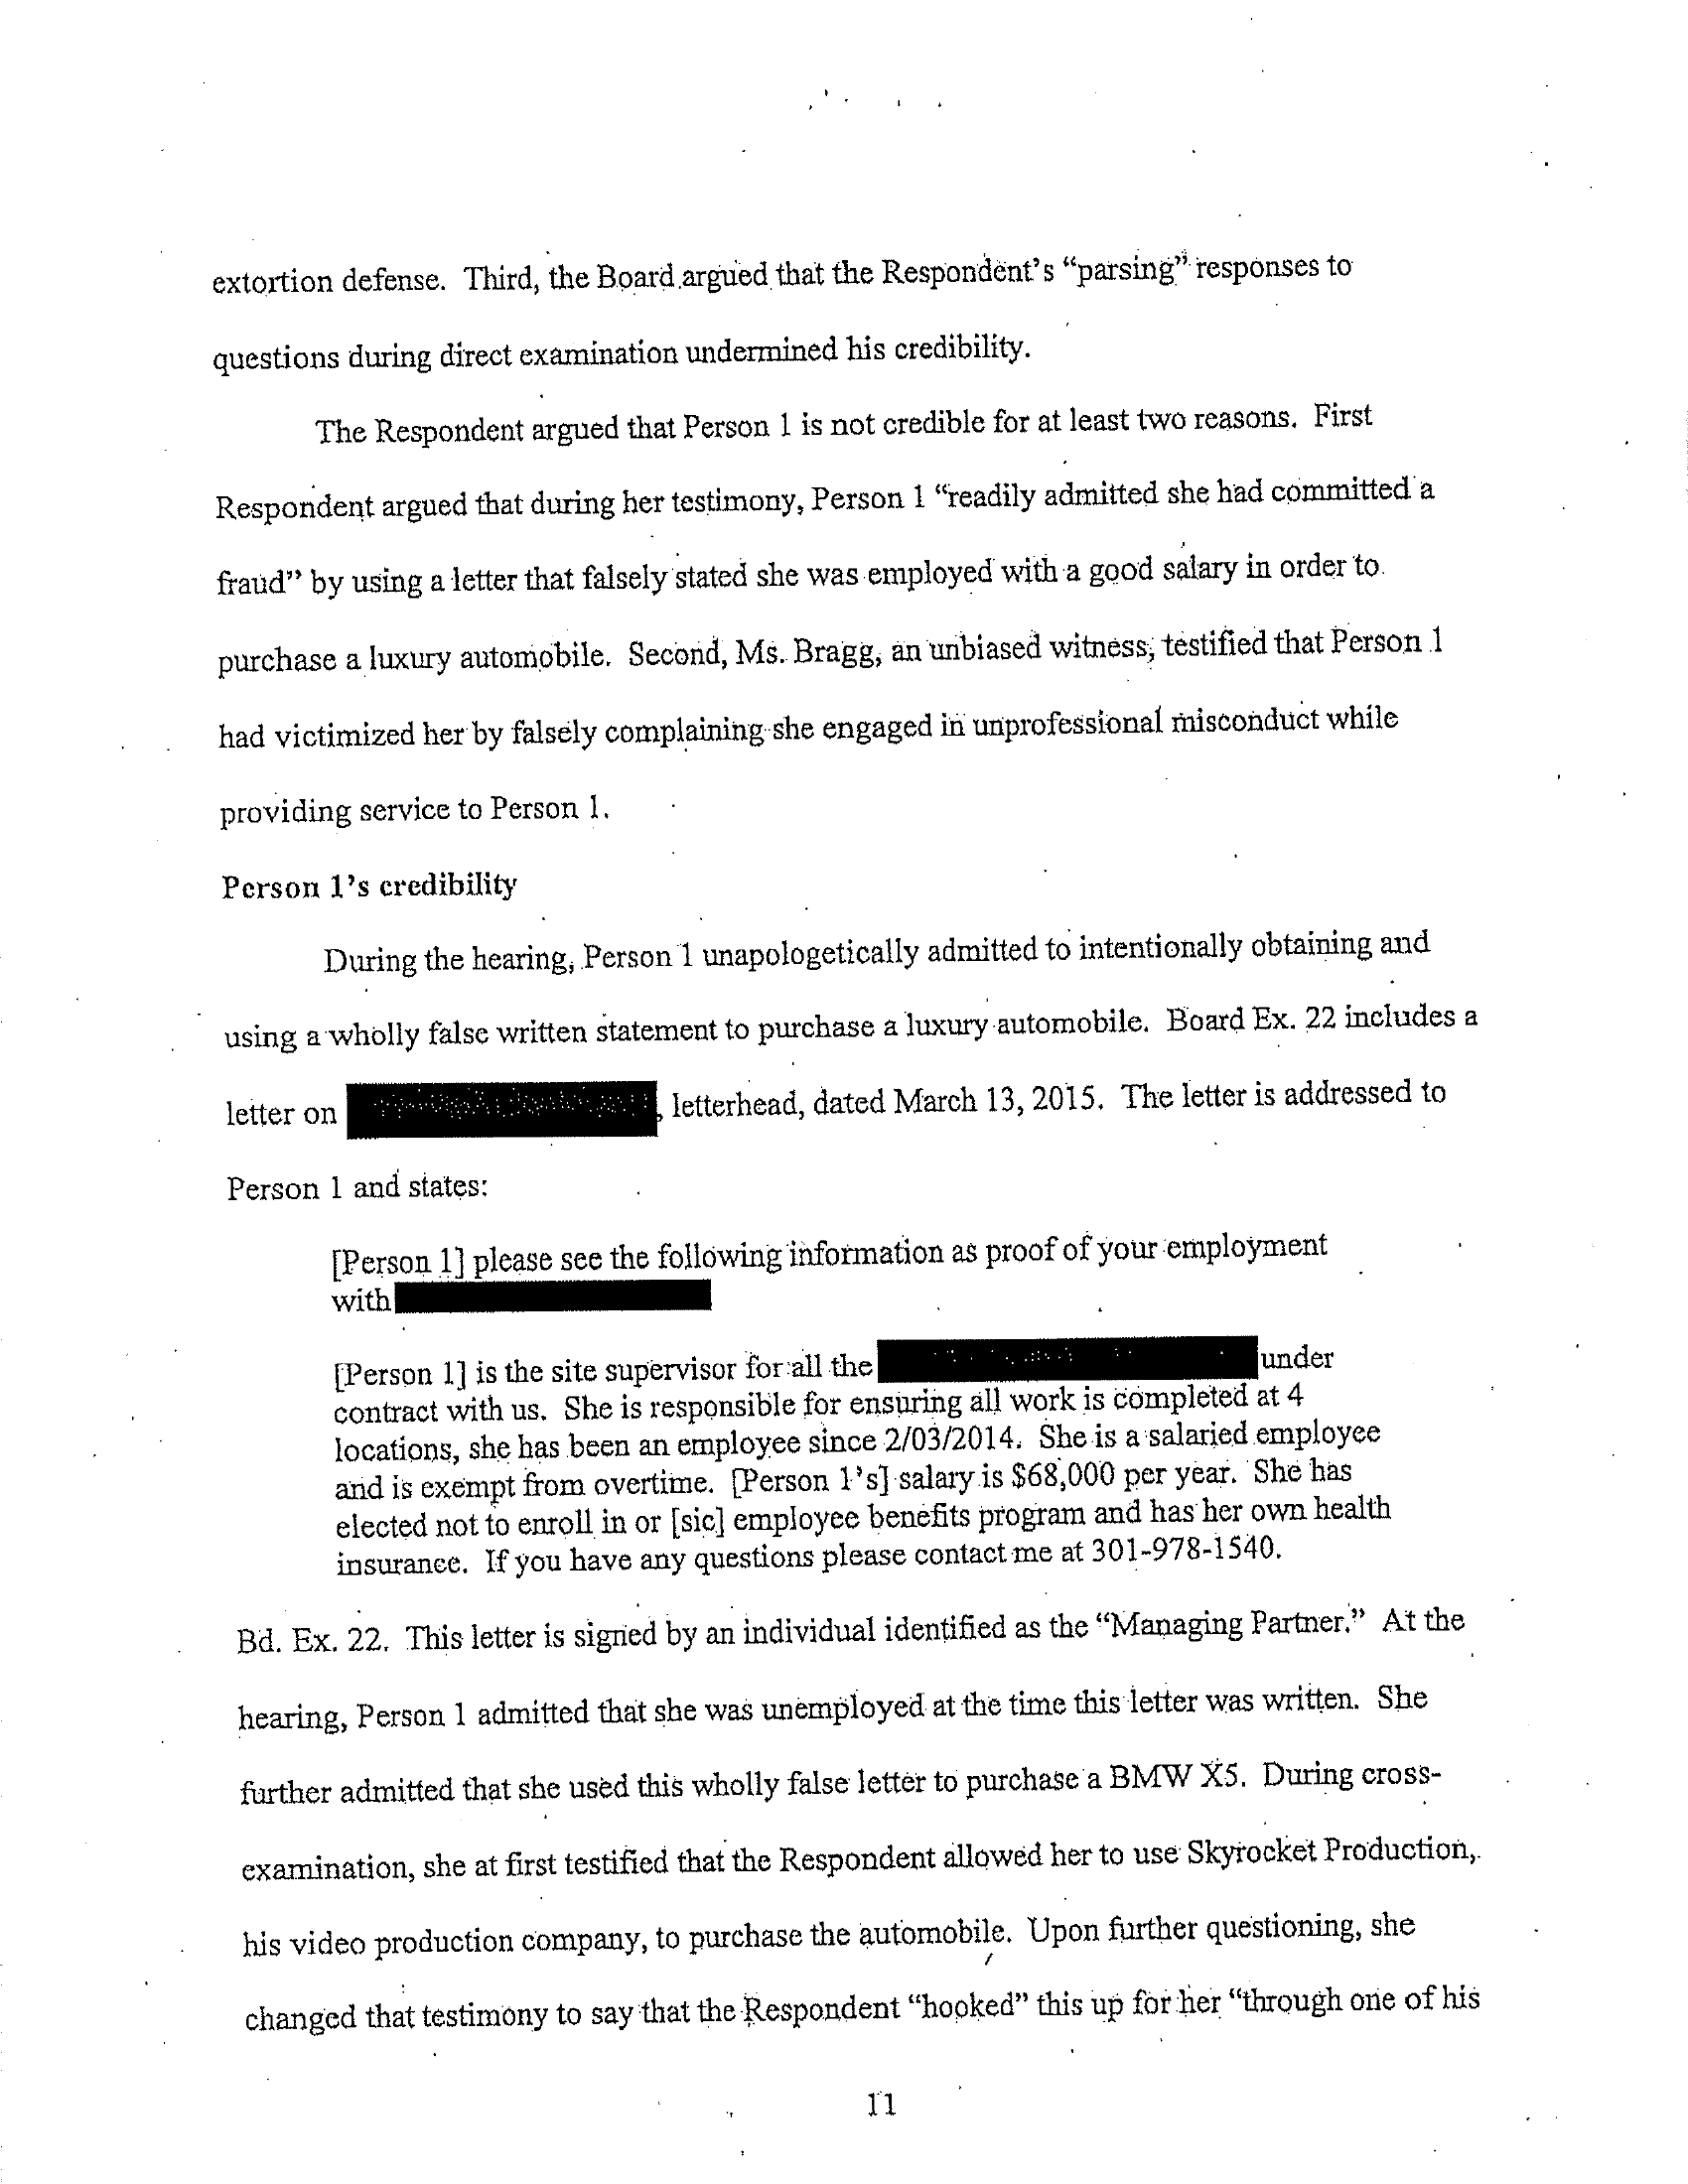 extortion defense. Third, the Board argued that the Respondent's “parsing” responses to
questions during direct examination undermined his credibility.
The Respondent argued that Person 1 is not credible for at least two reasons. First
Respondent argued that during her testimony, Person 1 “readily admitted she had committed a
fraud” by using a letter that falsely stated she was employed with a good salary in order to
purchase a luxury automobile. Second, Ms. Bragg, an unbiased witness, testified that Person 1
had victimized her by falsely complaining she engaged in unprofessional misconduct while
providing service to Person 1.
Person 1's credibility
During the hearing, Person 1 unapologetically admitted to intentionally obtaining and
using a wholly false written statement to purchase a luxury automobile. Board Ex. 22 includes a
letter on , letterhead, dated March 13, 2015. The letter is addressed to
Person 1 and states:
[Person 1] please see the following information as proof of your employment
with
[Person 1] is the site supervisor for all the under
contract with us. She is responsible for ensuring all work is completed at 4
locations, she has been an employee since 2/03/2014. She is a salaried employee
and is exempt from overtime. [Person 1's] salary is $68,000 per year. She has
elected not to enroll in or [sic] employee benefits program and has her own health
insurance. If you have any questions please contact me at 301-978-1540.
Bd. Ex. 22. This letter is signed by an individual identified as the “Managing Partner.” At the
hearing, Person 1 admitted that she was unemployed at the time this letter was written. She
further admitted that she used this wholly false letter to purchase a BMW X5. During cross-
examination, she at first testified that the Respondent allowed her to use Skyrocket Production,
his video production company, to purchase the automobile. Upon further questioning, she
changed that testimony to say that the Respondent “hooked” this up for her “through one of his
11